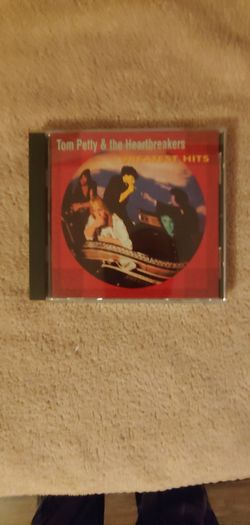 Tom Petty & the Heartbreakers
GREATEST HITS